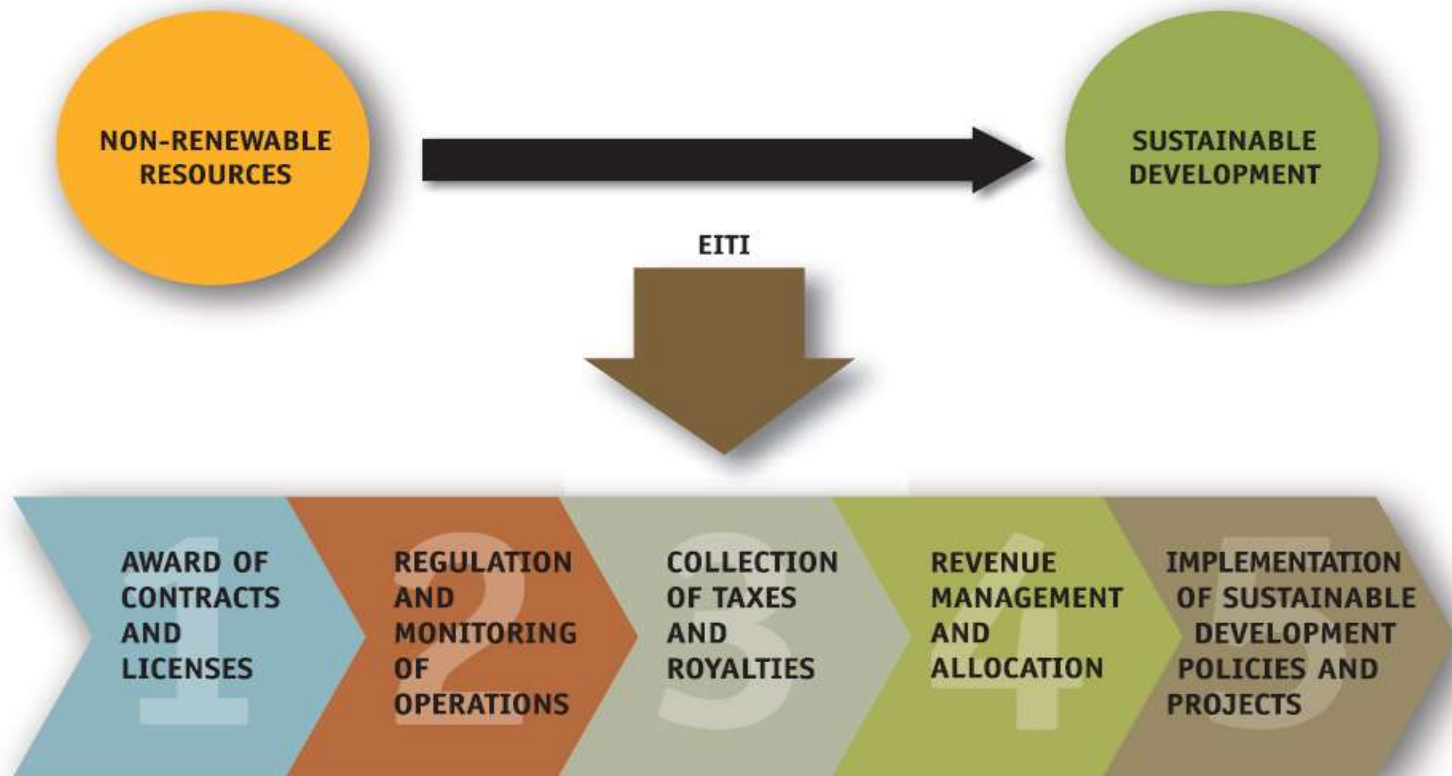 NON-RENEWABLE
RESOURCES
SUSTAINABLE
DEVELOPMENT
EITI
1
AWARD OF
CONTRACTS
AND
LICENSES
2
REGULATION
AND
MONITORING
OF
OPERATIONS
3
COLLECTION
OF TAXES
AND
ROYALTIES
4
REVENUE
MANAGEMENT
AND
ALLOCATION
5
IMPLEMENTATION
OF SUSTAINABLE
DEVELOPMENT
POLICIES AND
PROJECTS